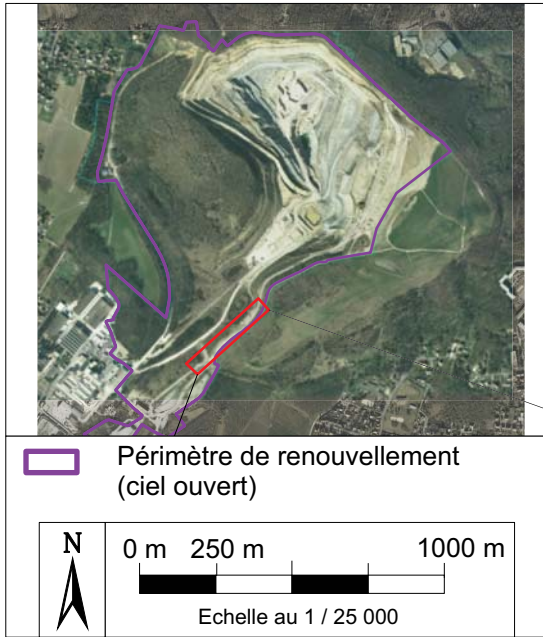 Périmètre de renouvellement
(ciel ouvert)
N
0 m 250 m 1000 m
Echelle au 1 / 25 000